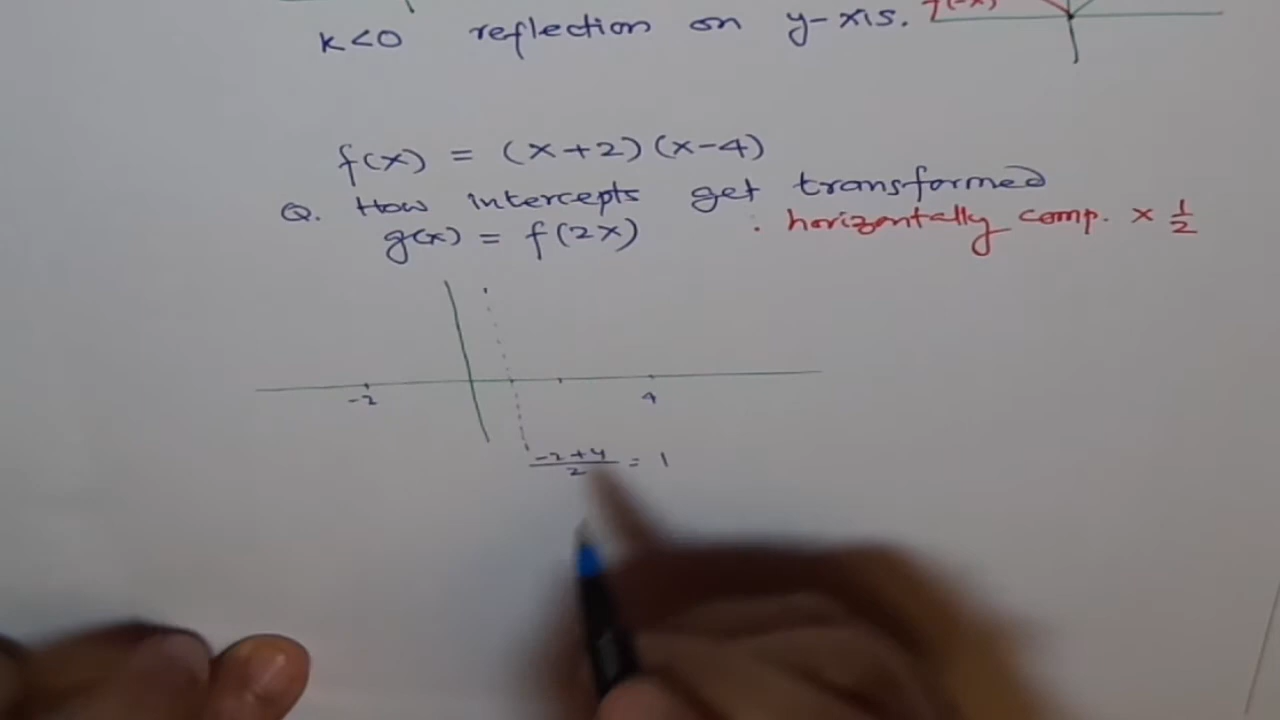 k<0 reflection on y-xis. f(-x)
f(x) = (x+2)(x-4)
Q. How intercepts get transformed
g(x) = f(2x) : horizontally comp. × 1/2
-2 4
(-2+4)/2 = 1